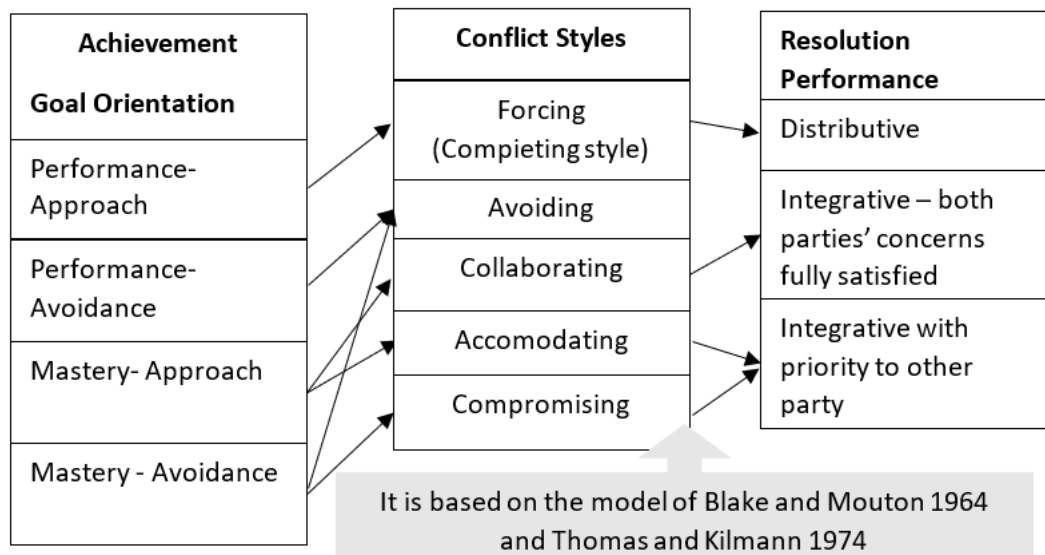 Achievement
Goal Orientation
Performance-
Approach
Performance-
Avoidance
Mastery- Approach
Mastery - Avoidance
Conflict Styles
Forcing
(Compieting style)
Avoiding
Collaborating
Accomodating
Compromising
Resolution
Performance
Distributive
Integrative – both
parties’ concerns
fully satisfied
Integrative with
priority to other
party
It is based on the model of Blake and Mouton 1964
and Thomas and Kilmann 1974